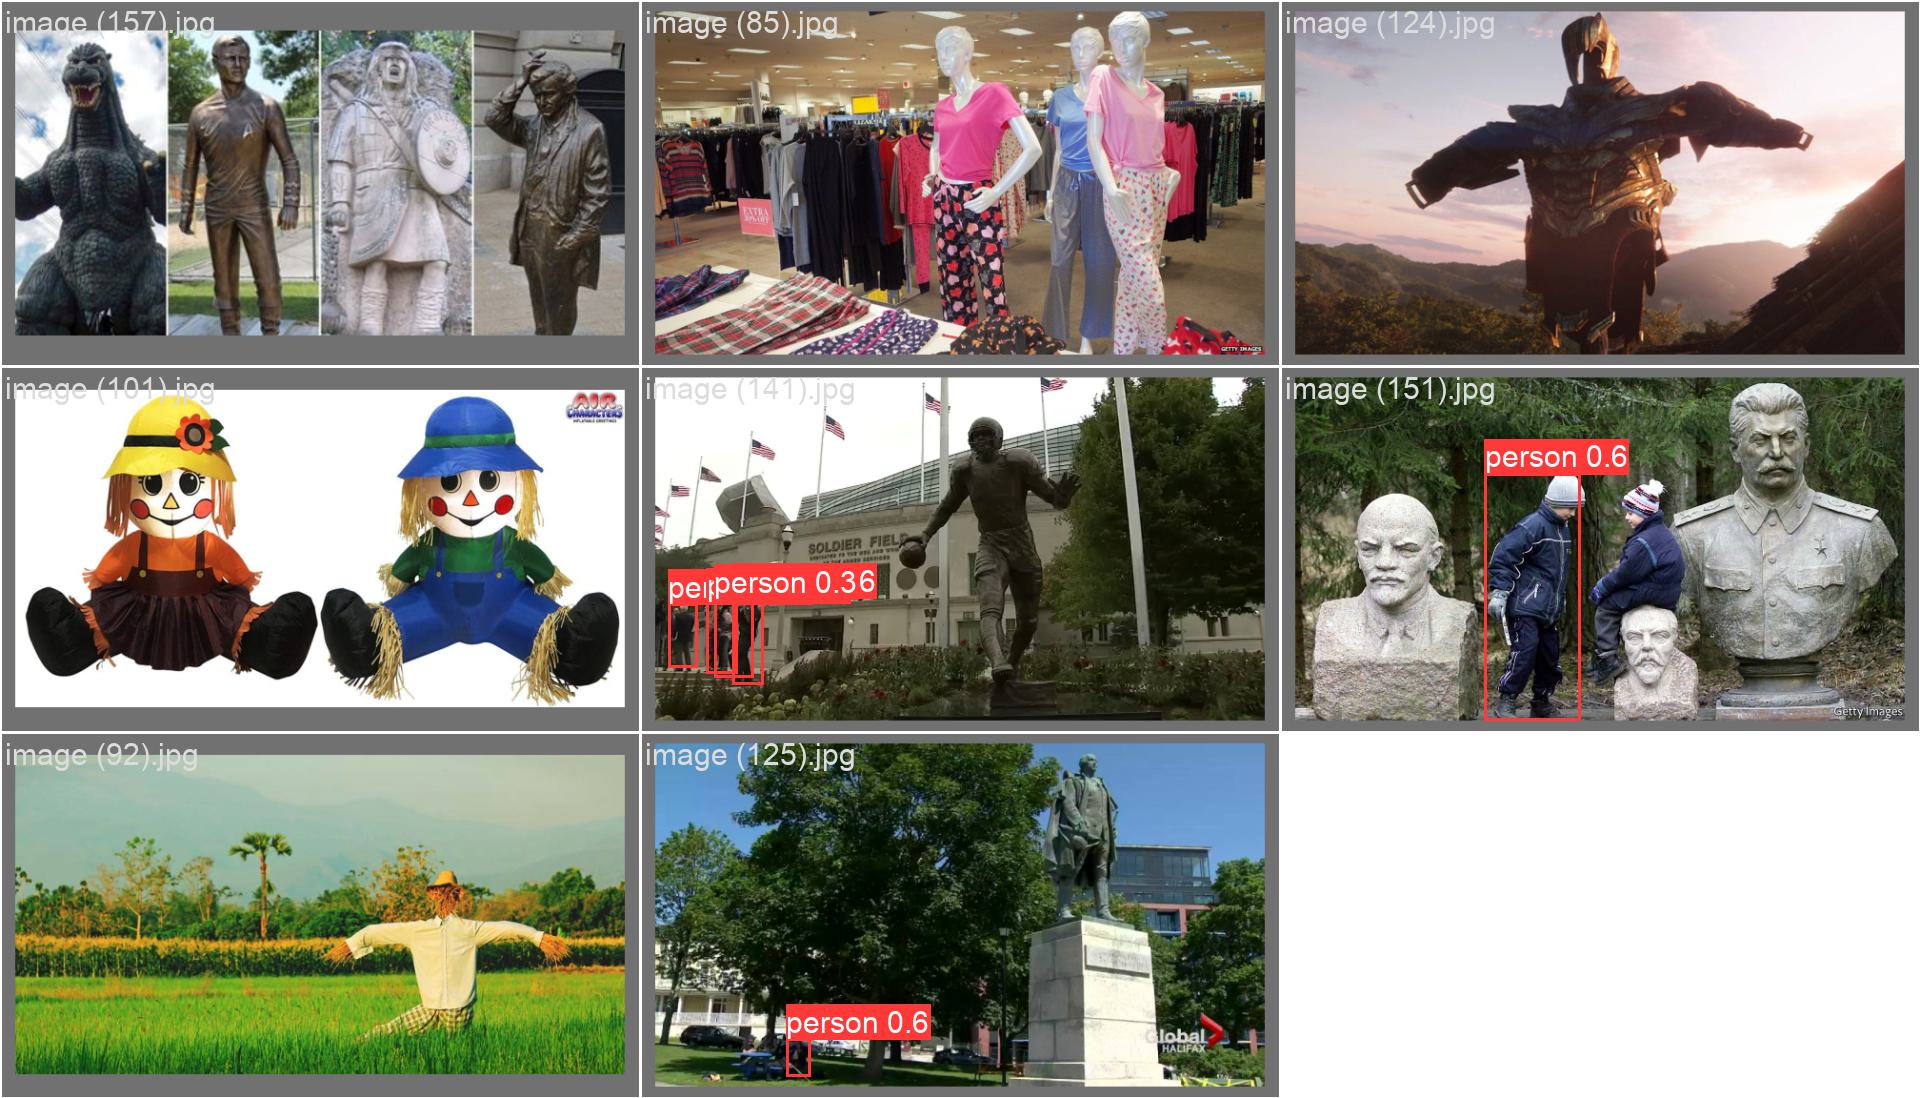 image (157).jpg
image (85).jpg
image (124).jpg
EXTRA
30% OFF
GETTY IMAGES
image (101).jpg
AIR
CHARACTERS
INFLATABLE GREETINGS
image (141).jpg
SOLDIER FIELD
person 0.36
image (151).jpg
person 0.6
Getty Images
image (92).jpg
image (125).jpg
person 0.6
Global
HALIFAX